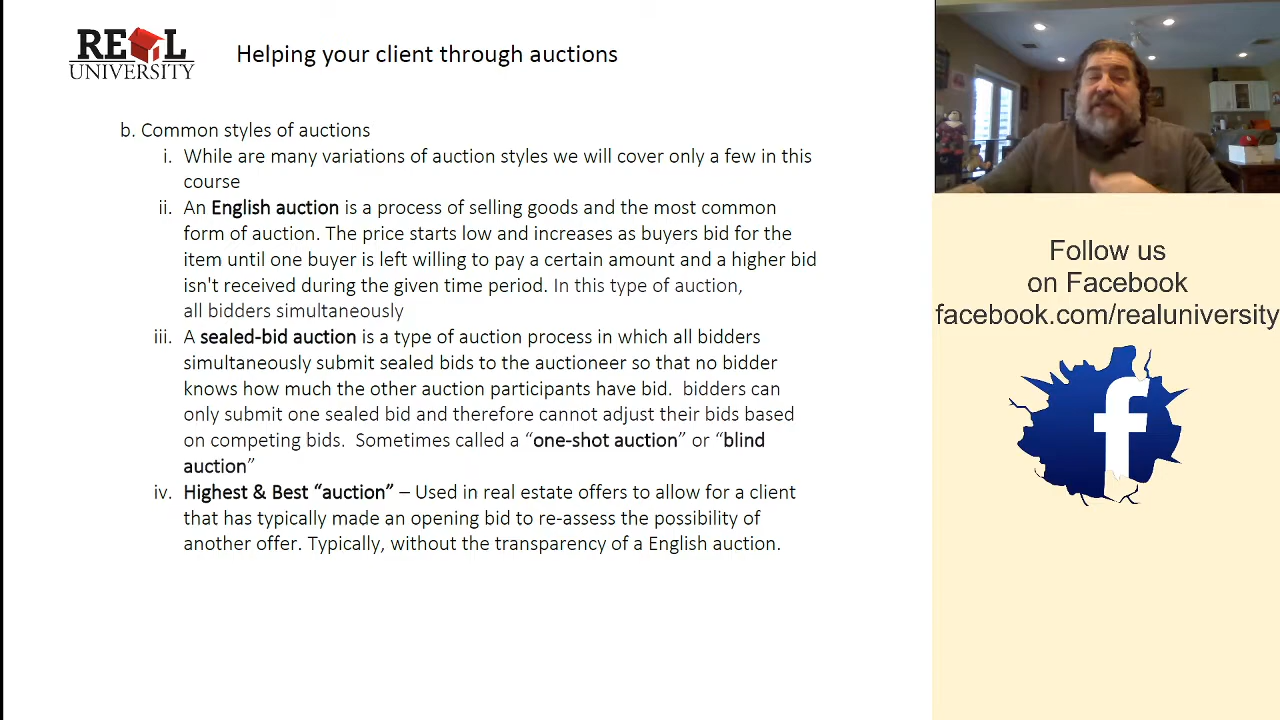 REAL
UNIVERSITY
Helping your client through auctions
b. Common styles of auctions
i. While are many variations of auction styles we will cover only a few in this
course
ii. An English auction is a process of selling goods and the most common
form of auction. The price starts low and increases as buyers bid for the
item until one buyer is left willing to pay a certain amount and a higher bid
isn't received during the given time period. In this type of auction,
all bidders simultaneously
iii. A sealed-bid auction is a type of auction process in which all bidders
simultaneously submit sealed bids to the auctioneer so that no bidder
knows how much the other auction participants have bid.  bidders can
only submit one sealed bid and therefore cannot adjust their bids based
on competing bids.  Sometimes called a “one-shot auction” or “blind
auction”
iv. Highest & Best “auction” – Used in real estate offers to allow for a client
that has typically made an opening bid to re-assess the possibility of
another offer. Typically, without the transparency of a English auction.
Follow us
on Facebook
facebook.com/realuniversity
f